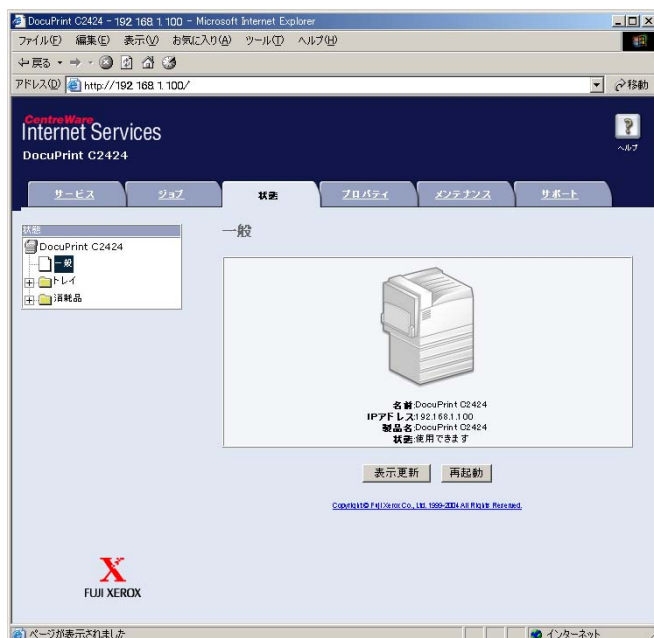 DocuPrint C2424 - 192.168.1.100 - Microsoft Internet Explorer
ファイル(F) 編集(E) 表示(V) お気に入り(A) ツール(T) ヘルプ(H)
戻る
アドレス(D) http://192.168.1.100/ 移動
CentreWare
Internet Services
DocuPrint C2424
ヘルプ
サービス ジョブ 状態 プロパティ メンテナンス サポート
状態
DocuPrint C2424
一般
トレイ
消耗品
一般
名前:DocuPrint C2424
IPアドレス:192.168.1.100
製品名:DocuPrint C2424
状態:使用できます
表示更新 再起動
Copyright© Fuji Xerox Co., Ltd. 1999-2004 All Rights Reserved.
X
FUJI XEROX
ページが表示されました インターネット